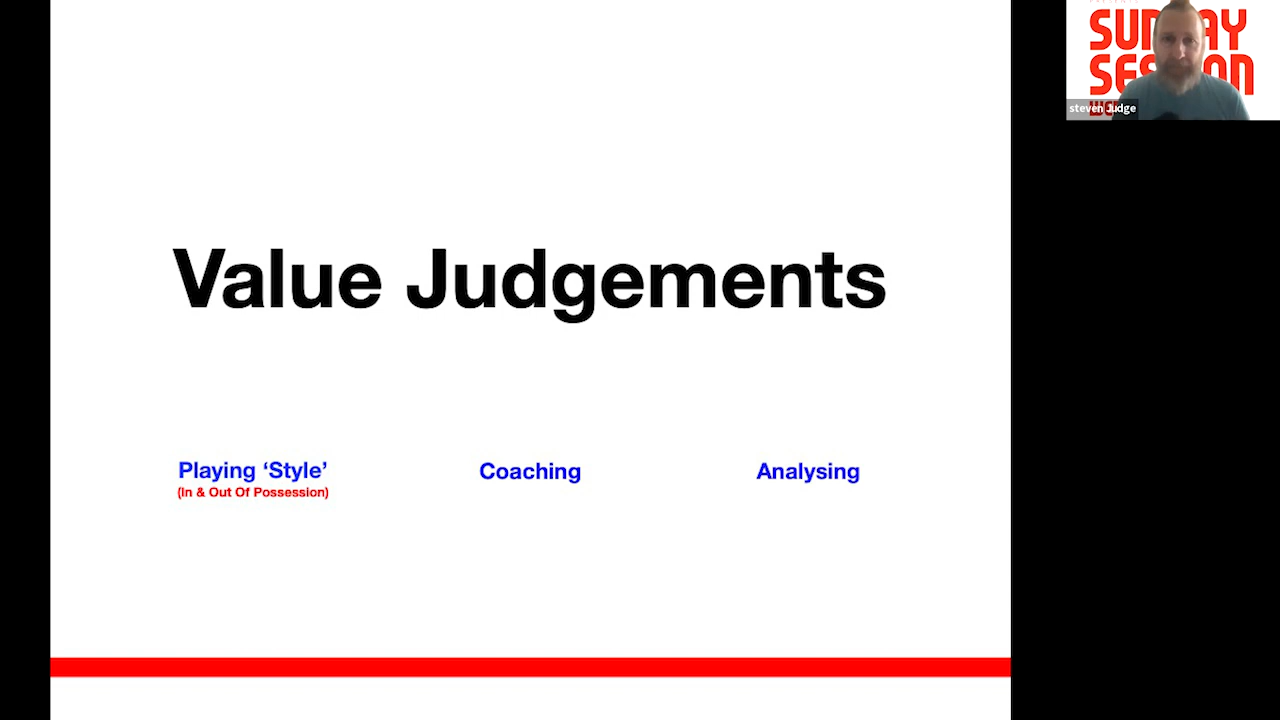 Value Judgements
Playing ‘Style’
(In & Out Of Possession)
Coaching
Analysing
steven Judge